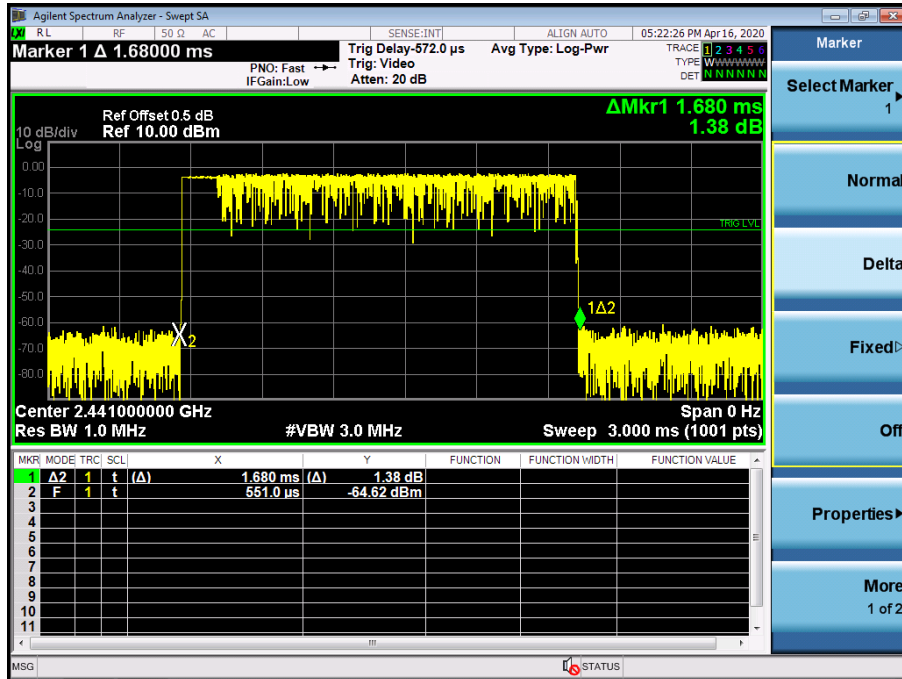 Agilent Spectrum Analyzer - Swept SA
LXI RL RF 50 Ω AC SENSE:INT ALIGN AUTO 05:22:26 PM Apr 16, 2020
Marker 1 Δ 1.68000 ms
Trig Delay-572.0 µs Avg Type: Log-Pwr TRACE 1 2 3 4 5 6
PNO: Fast Trig: Video TYPE WWWWWWW
IFGain:Low Atten: 20 dB DET N N N N N N
Ref Offset 0.5 dB ΔMkr1 1.680 ms
10 dB/div Ref 10.00 dBm 1.38 dB
Log
0.00
-10.0
-20.0
TRIG LVL
-30.0
-40.0
-50.0
1Δ2
-60.0
2
-70.0
-80.0
Center 2.441000000 GHz Span 0 Hz
Res BW 1.0 MHz #VBW 3.0 MHz Sweep 3.000 ms (1001 pts)
MKR MODE TRC SCL X Y FUNCTION FUNCTION WIDTH FUNCTION VALUE
1 Δ2 1 t (Δ) 1.680 ms (Δ) 1.38 dB
2 F 1 t 551.0 µs -64.62 dBm
3
4
5
6
7
8
9
10
11
MSG STATUS
Marker
Select Marker
1
Normal
Delta
Fixed
Off
Properties
More
1 of 2